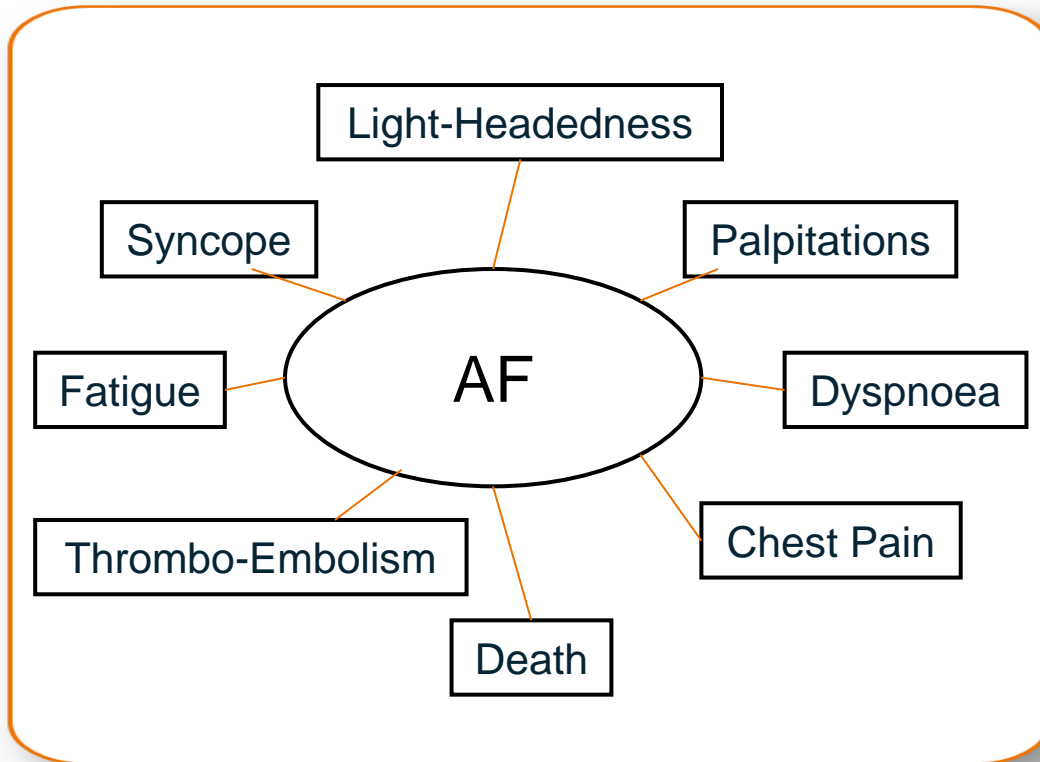 Light-Headedness
Syncope
Palpitations
AF
Fatigue
Dyspnoea
Thrombo-Embolism
Chest Pain
Death